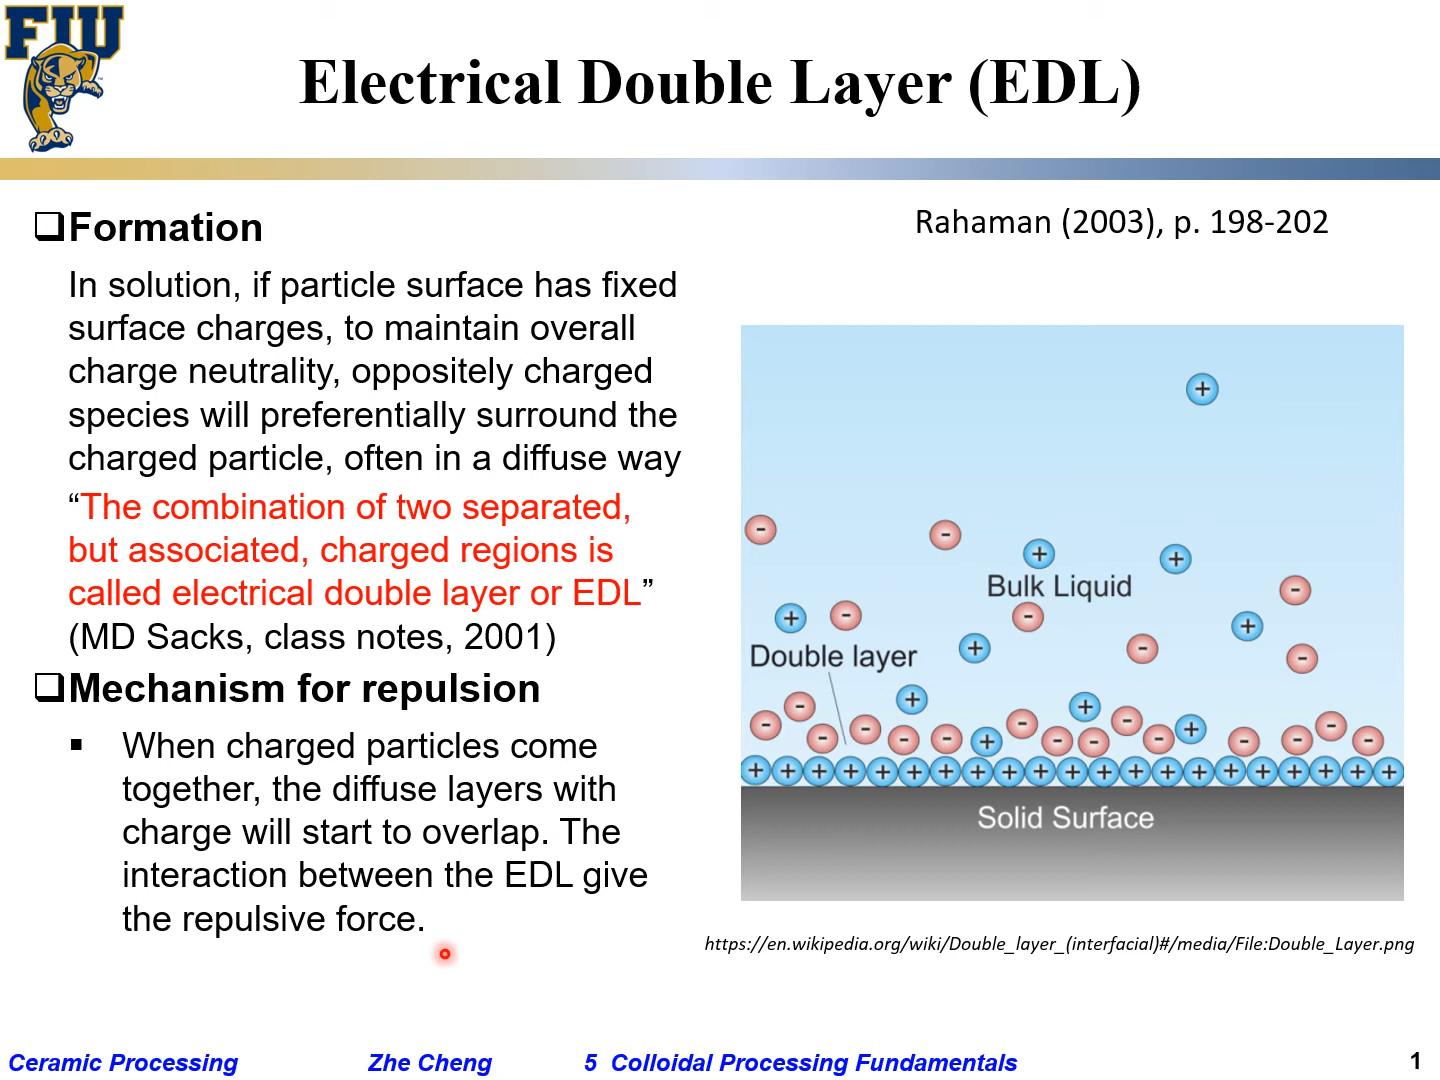 FIU
Electrical Double Layer (EDL)
❑Formation
In solution, if particle surface has fixed
surface charges, to maintain overall
charge neutrality, oppositely charged
species will preferentially surround the
charged particle, often in a diffuse way
“The combination of two separated,
but associated, charged regions is
called electrical double layer or EDL”
(MD Sacks, class notes, 2001)
❑Mechanism for repulsion
▪ When charged particles come
together, the diffuse layers with
charge will start to overlap. The
interaction between the EDL give
the repulsive force.
Rahaman (2003), p. 198-202
Bulk Liquid
Double layer
Solid Surface
https://en.wikipedia.org/wiki/Double_layer_(interfacial)#/media/File:Double_Layer.png
Ceramic Processing Zhe Cheng 5 Colloidal Processing Fundamentals 1